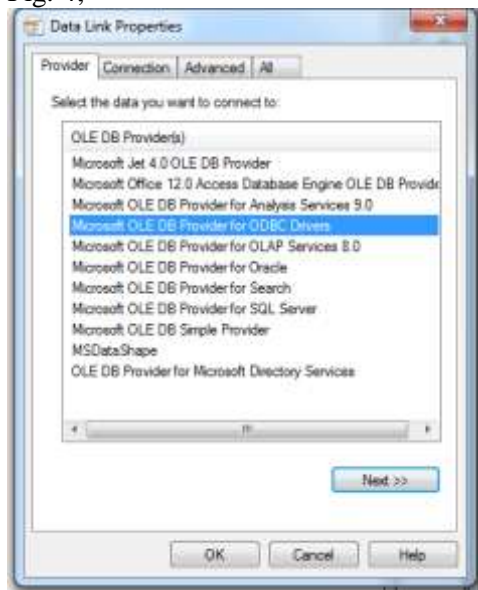 Fig. 4,
Data Link Properties
Provider Connection Advanced All
Select the data you want to connect to:
OLE DB Provider(s)
Microsoft Jet 4.0 OLE DB Provider
Microsoft Office 12.0 Access Database Engine OLE DB Provide
Microsoft OLE DB Provider for Analysis Services 9.0
Microsoft OLE DB Provider for ODBC Drivers
Microsoft OLE DB Provider for OLAP Services 8.0
Microsoft OLE DB Provider for Oracle
Microsoft OLE DB Provider for Search
Microsoft OLE DB Provider for SQL Server
Microsoft OLE DB Simple Provider
MSDataShape
OLE DB Provider for Microsoft Directory Services
Next >>
OK Cancel Help